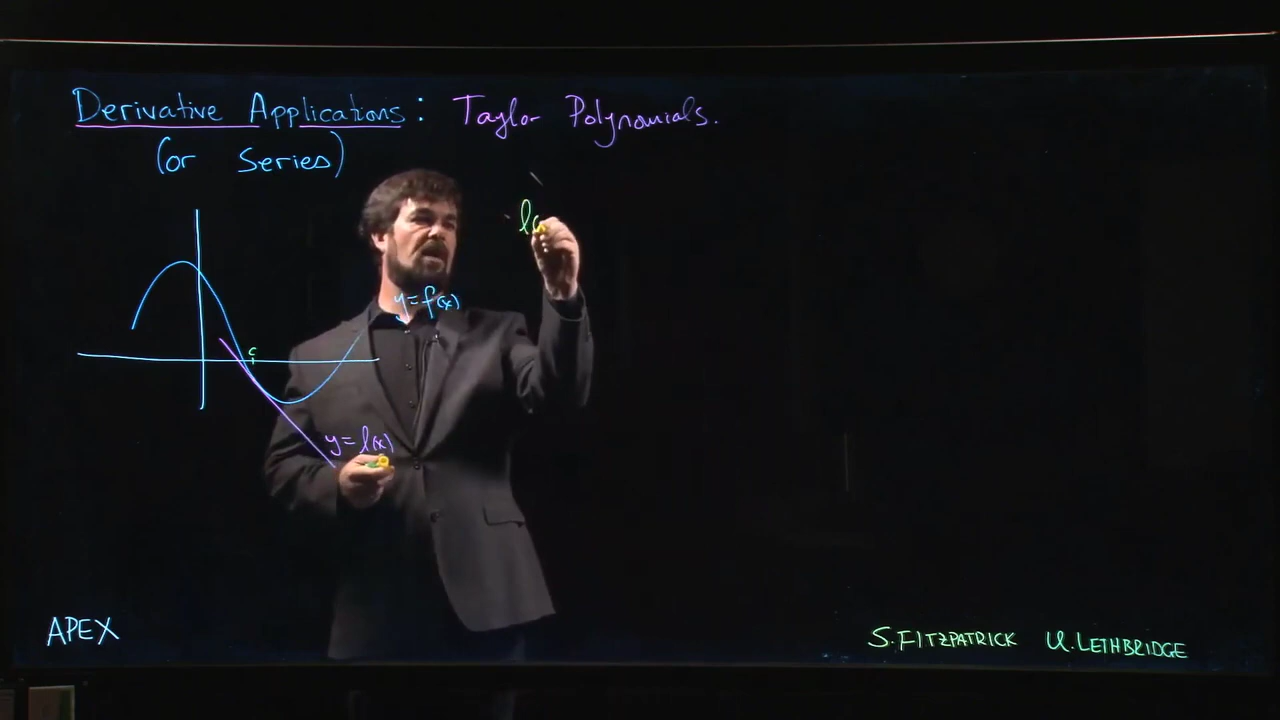 Derivative Applications: Taylor Polynomials.
(or Series)
l(
y=f(x)
c
y=l(x)
APEX
S.FITZPATRICK U.LETHBRIDGE